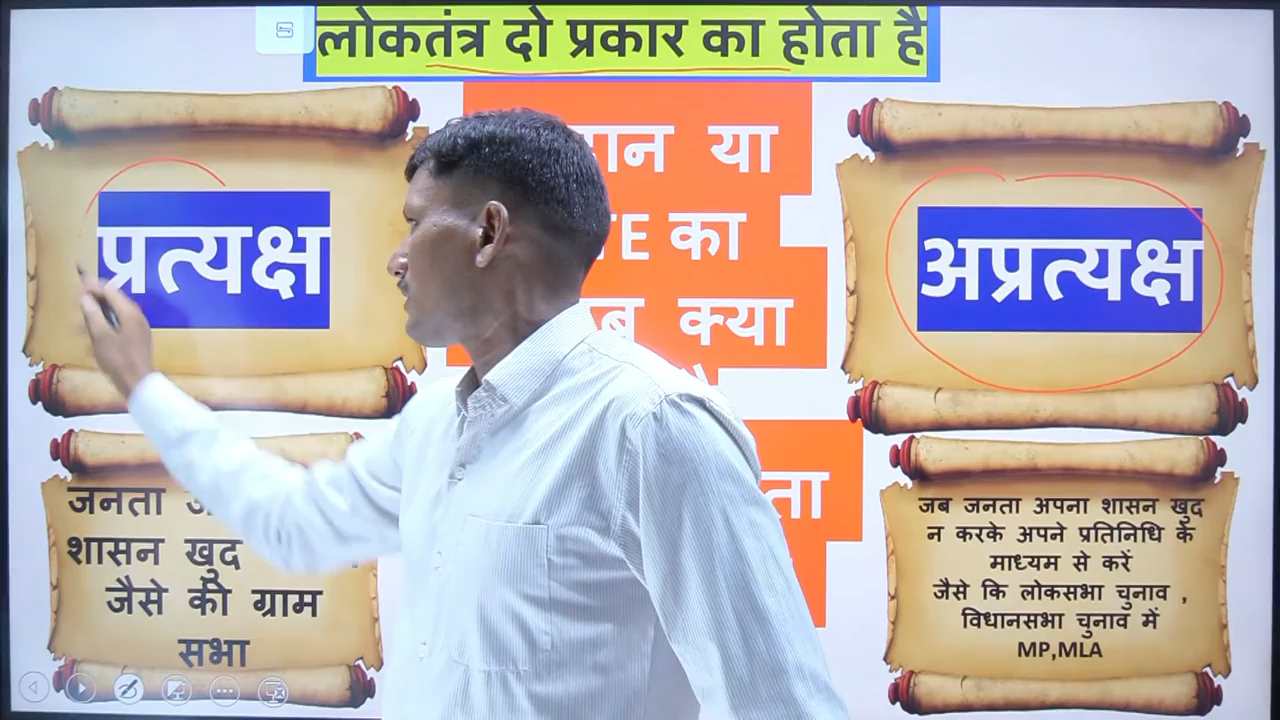 लोकतंत्र दो प्रकार का होता है
प्रत्यक्ष
जनता
शासन खुद
जैसे की ग्राम
सभा
या
का
क्या
अप्रत्यक्ष
जब जनता अपना शासन खुद
न करके अपने प्रतिनिधि के
माध्यम से करें
जैसे कि लोकसभा चुनाव ,
विधानसभा चुनाव में
MP,MLA